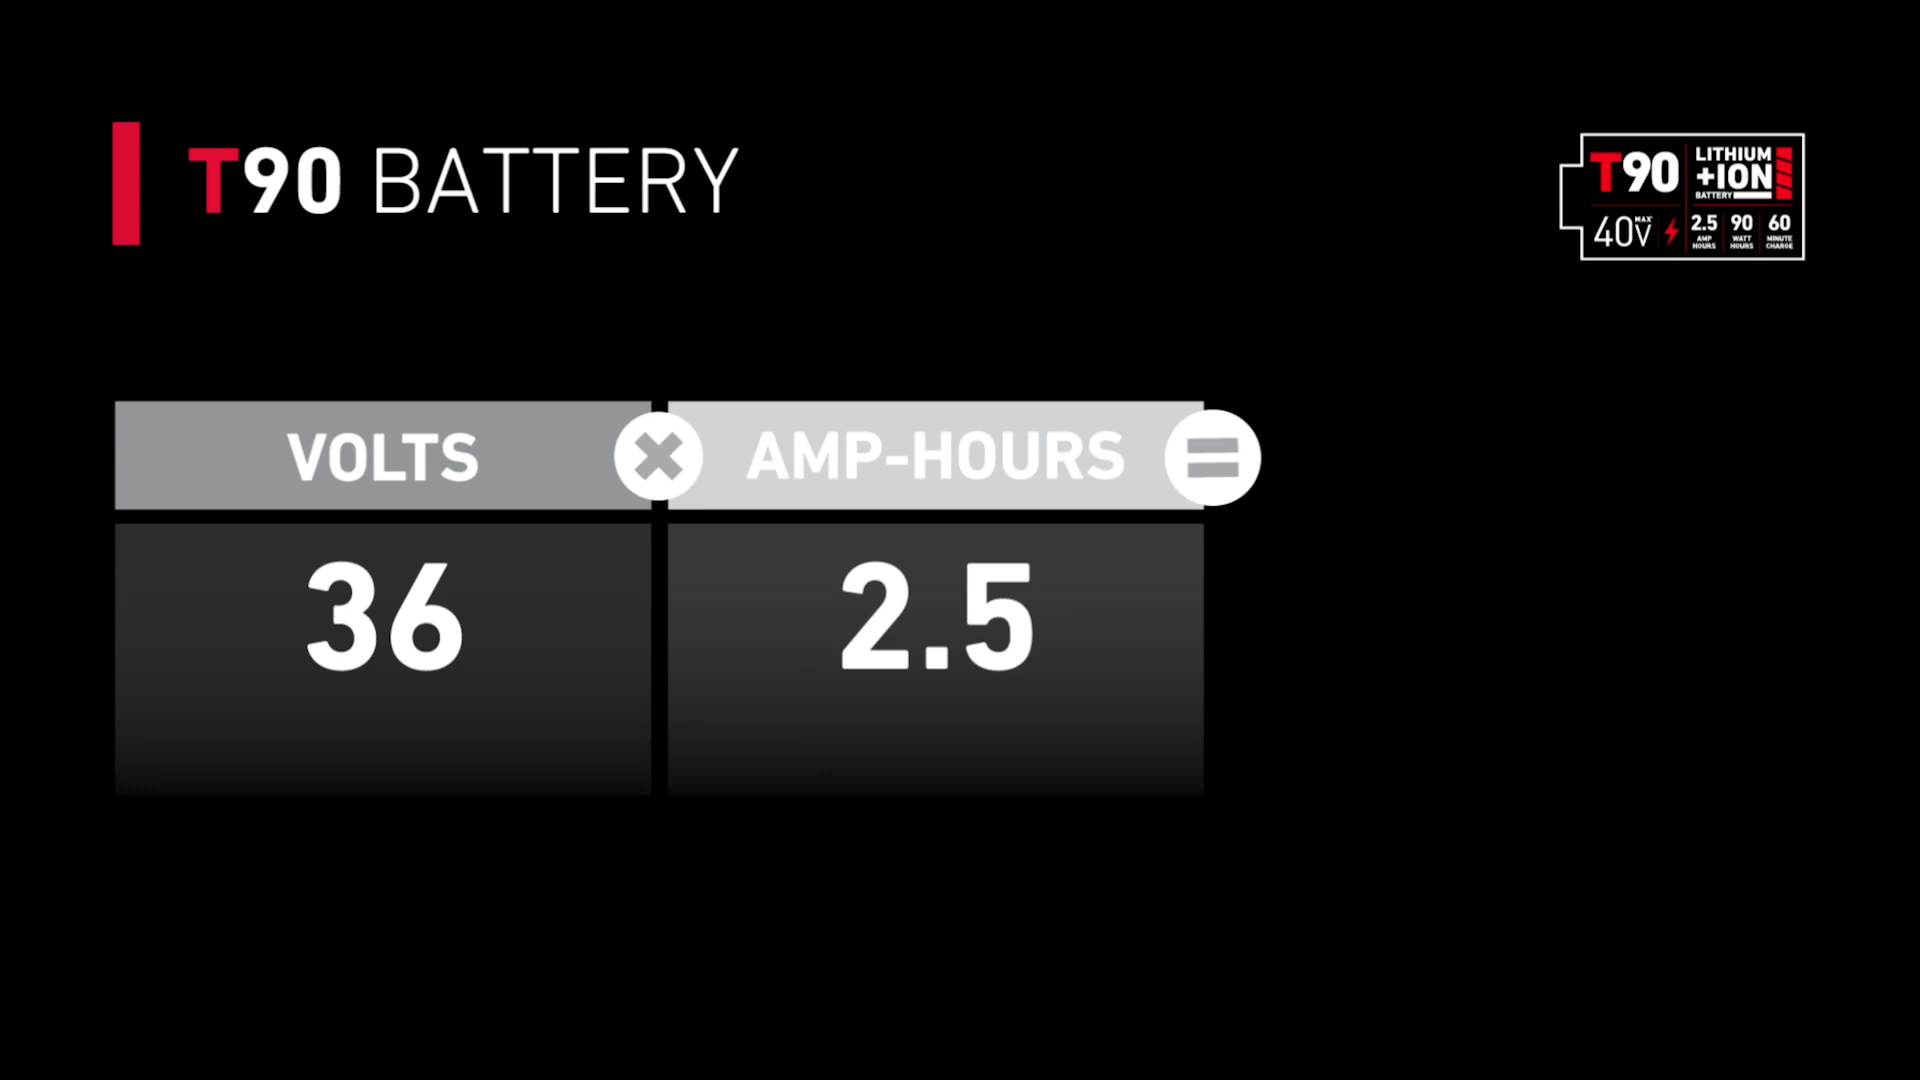 T90 BATTERY
T90
LITHIUM
+ION
BATTERY
40V MAX*
2.5
AMP
HOURS
90
WATT
HOURS
60
MINUTE
CHARGE
VOLTS × AMP-HOURS =
36 2.5